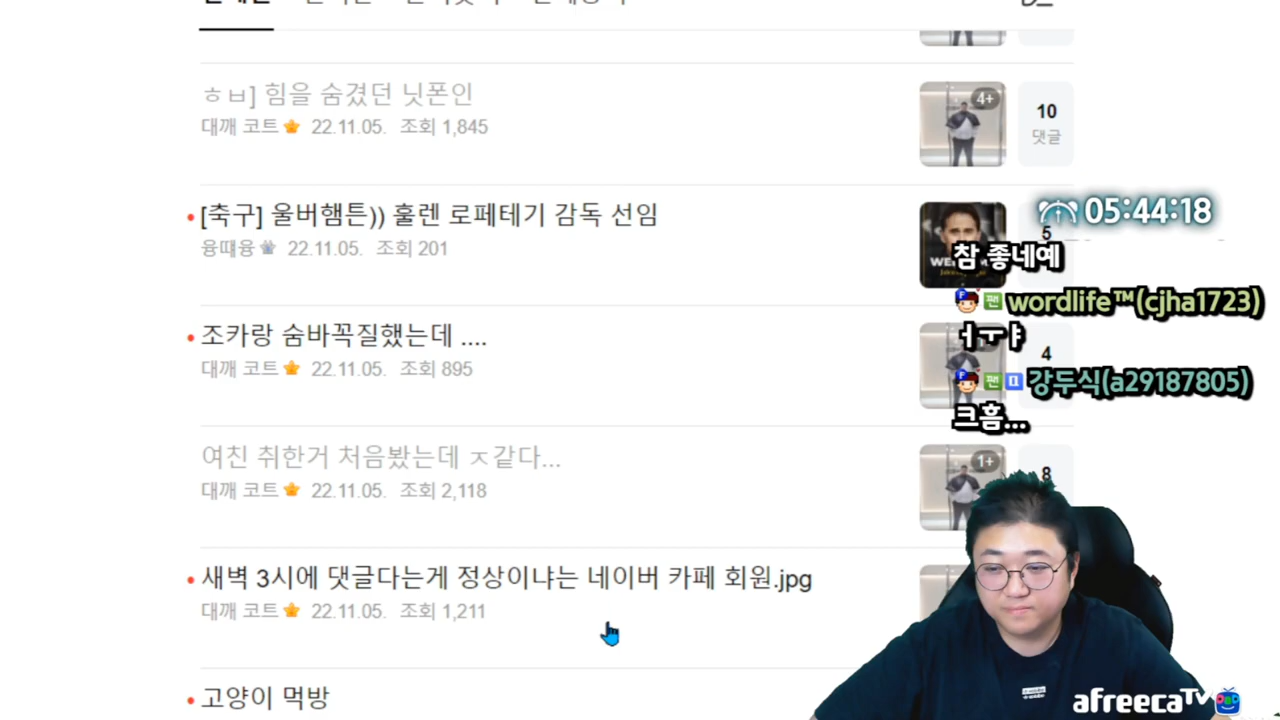 ㅎㅂ] 힘을 숨겼던 닛폰인
대깨 코트 22.11.05. 조회 1,845
4+
10
댓글
[축구] 울버햄튼)) 훌렌 로페테기 감독 선임
융때융 22.11.05. 조회 201
5
05:44:18
참 좋네예
wordlife™(cjha1723)
ㅓㅜㅑ
조카랑 숨바꼭질했는데 ....
대깨 코트 22.11.05. 조회 895
4
강두식(a29187805)
크흠...
여친 취한거 처음봤는데 ㅈ같다...
대깨 코트 22.11.05. 조회 2,118
1+
8
새벽 3시에 댓글다는게 정상이냐는 네이버 카페 회원.jpg
대깨 코트 22.11.05. 조회 1,211
고양이 먹방
afreecaTV